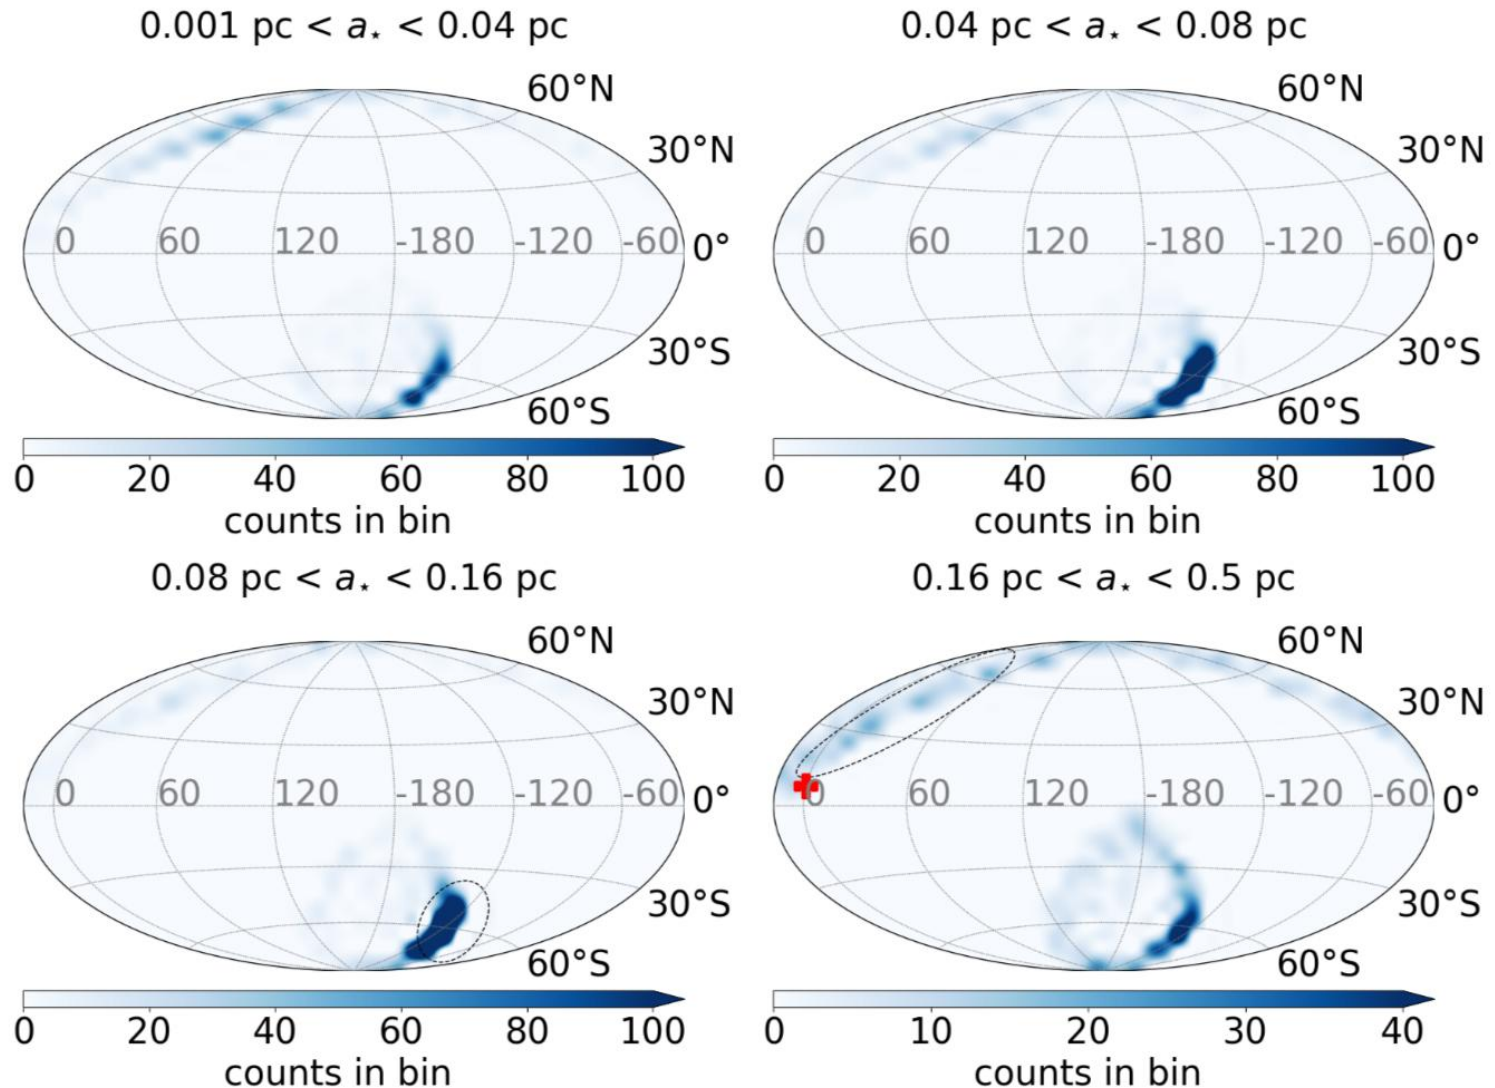 0.001 pc < a⋆ < 0.04 pc
60°N
30°N
0 60 120 -180 -120 -60 0°
30°S
60°S
0 20 40 60 80 100
counts in bin
0.04 pc < a⋆ < 0.08 pc
60°N
30°N
0 60 120 -180 -120 -60 0°
30°S
60°S
0 20 40 60 80 100
counts in bin
0.08 pc < a⋆ < 0.16 pc
60°N
30°N
0 60 120 -180 -120 -60 0°
30°S
60°S
0 20 40 60 80 100
counts in bin
0.16 pc < a⋆ < 0.5 pc
60°N
30°N
0 60 120 -180 -120 -60 0°
30°S
60°S
0 10 20 30 40
counts in bin